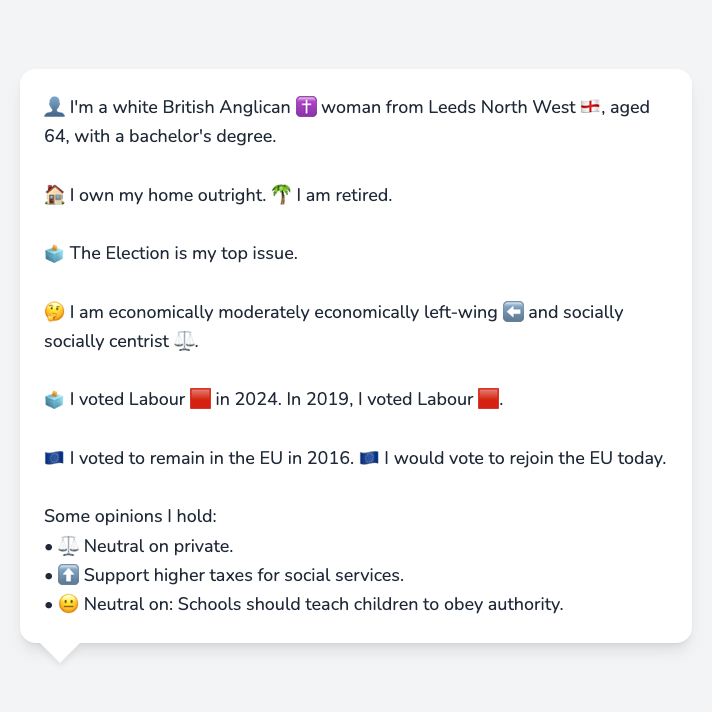 👤 I'm a white British Anglican ✝️ woman from Leeds North West 🏴󠁧󠁢󠁥󠁮󠁧󠁿, aged
64, with a bachelor's degree.
🏠 I own my home outright. 🌴 I am retired.
🗳️ The Election is my top issue.
🤔 I am economically moderately economically left-wing ⬅️ and socially
socially centrist ⚖️.
🗳️ I voted Labour 🟥 in 2024. In 2019, I voted Labour 🟥.
🇪🇺 I voted to remain in the EU in 2016. 🇪🇺 I would vote to rejoin the EU today.
Some opinions I hold:
• ⚖️ Neutral on private.
• ⬆️ Support higher taxes for social services.
• 😐 Neutral on: Schools should teach children to obey authority.